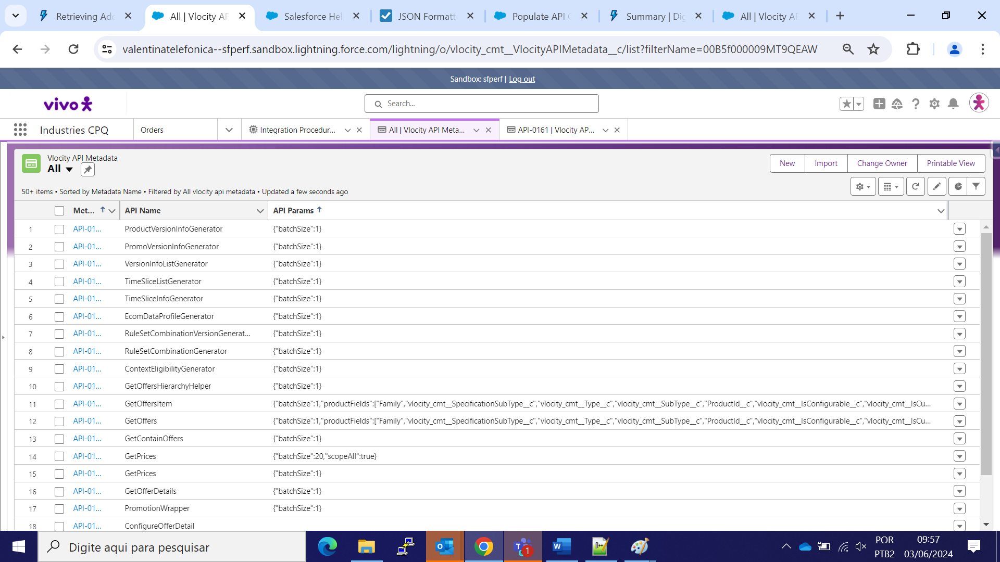 Retrieving Ad
All | Vlocity AP
Salesforce Hel
JSON Formatt
Populate API
Summary | Dig
All | Vlocity AP
valentinatelefonica--sfperf.sandbox.lightning.force.com/lightning/o/vlocity_cmt__VlocityAPIMetadata__c/list?filterName=00B5f000009MT9QEAW
Sandbox: sfperf | Log out
vivo
Search...
Industries CPQ
Orders
Integration Procedur...
All | Vlocity API Meta...
API-0161 | Vlocity AP...
Vlocity API Metadata
All
New
Import
Change Owner
Printable View
50+ items • Sorted by Metadata Name • Filtered by All vlocity api metadata • Updated a few seconds ago
Met... API Name API Params
1 API-01... ProductVersionInfoGenerator {"batchSize":1}
2 API-01... PromoVersionInfoGenerator {"batchSize":1}
3 API-01... VersionInfoListGenerator {"batchSize":1}
4 API-01... TimeSliceListGenerator {"batchSize":1}
5 API-01... TimeSliceInfoGenerator {"batchSize":1}
6 API-01... EcomDataProfileGenerator {"batchSize":1}
7 API-01... RuleSetCombinationVersionGenerat... {"batchSize":1}
8 API-01... RuleSetCombinationGenerator {"batchSize":1}
9 API-01... ContextEligibilityGenerator {"batchSize":1}
10 API-01... GetOffersHierarchyHelper {"batchSize":1}
11 API-01... GetOffersItem {"batchSize":1,"productFields":["Family","vlocity_cmt__SpecificationSubType__c","vlocity_cmt__Type__c","vlocity_cmt__SubType__c","ProductId__c","vlocity_cmt__IsConfigurable__c","vlocity_cmt__IsCu...
12 API-01... GetOffers {"batchSize":1,"productFields":["Family","vlocity_cmt__SpecificationSubType__c","vlocity_cmt__Type__c","vlocity_cmt__SubType__c","ProductId__c","vlocity_cmt__IsConfigurable__c","vlocity_cmt__IsCu...
13 API-01... GetContainOffers {"batchSize":1}
14 API-01... GetPrices {"batchSize":20,"scopeAll":true}
15 API-01... GetPrices {"batchSize":1}
16 API-01... GetOfferDetails {"batchSize":1}
17 API-01... PromotionWrapper {"batchSize":1}
18 API-01... ConfigureOfferDetail
Digite aqui para pesquisar
1
POR
PTB2
09:57
03/06/2024